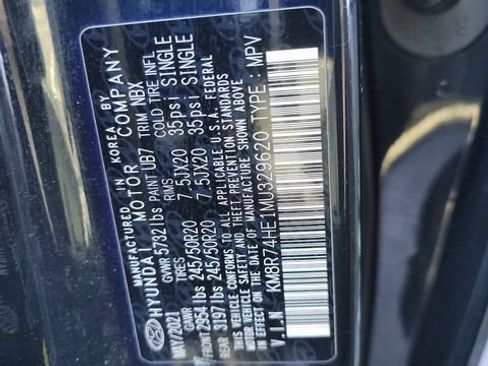 MADE IN KOREA BY
HYUNDAI MOTOR COMPANY
MAY/2021 GVWR 5732 lbs PAINT UB7 TRIM NBX
GAWR TIRES RIMS COLD TIRE INFL
FRONT 2954 lbs 245/50R20 7.5JX20 35psi SINGLE
REAR 3197 lbs 245/50R20 7.5JX20 35psi SINGLE
THIS VEHICLE CONFORMS TO ALL APPLICABLE U.S.A. FEDERAL
MOTOR VEHICLE SAFETY, BUMPER, AND THEFT PREVENTION STANDARDS
IN EFFECT ON THE DATE OF MANUFACTURE SHOWN ABOVE.
V.I.N. KM8R74HE1MU329620 TYPE : MPV